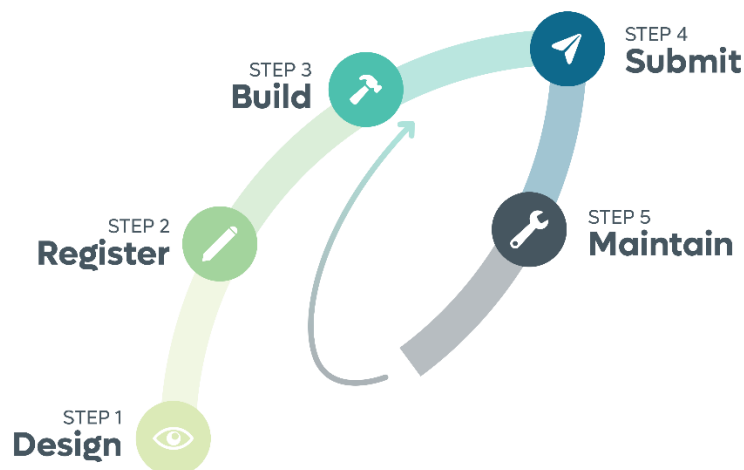 STEP 1
Design
STEP 2
Register
STEP 3
Build
STEP 4
Submit
STEP 5
Maintain